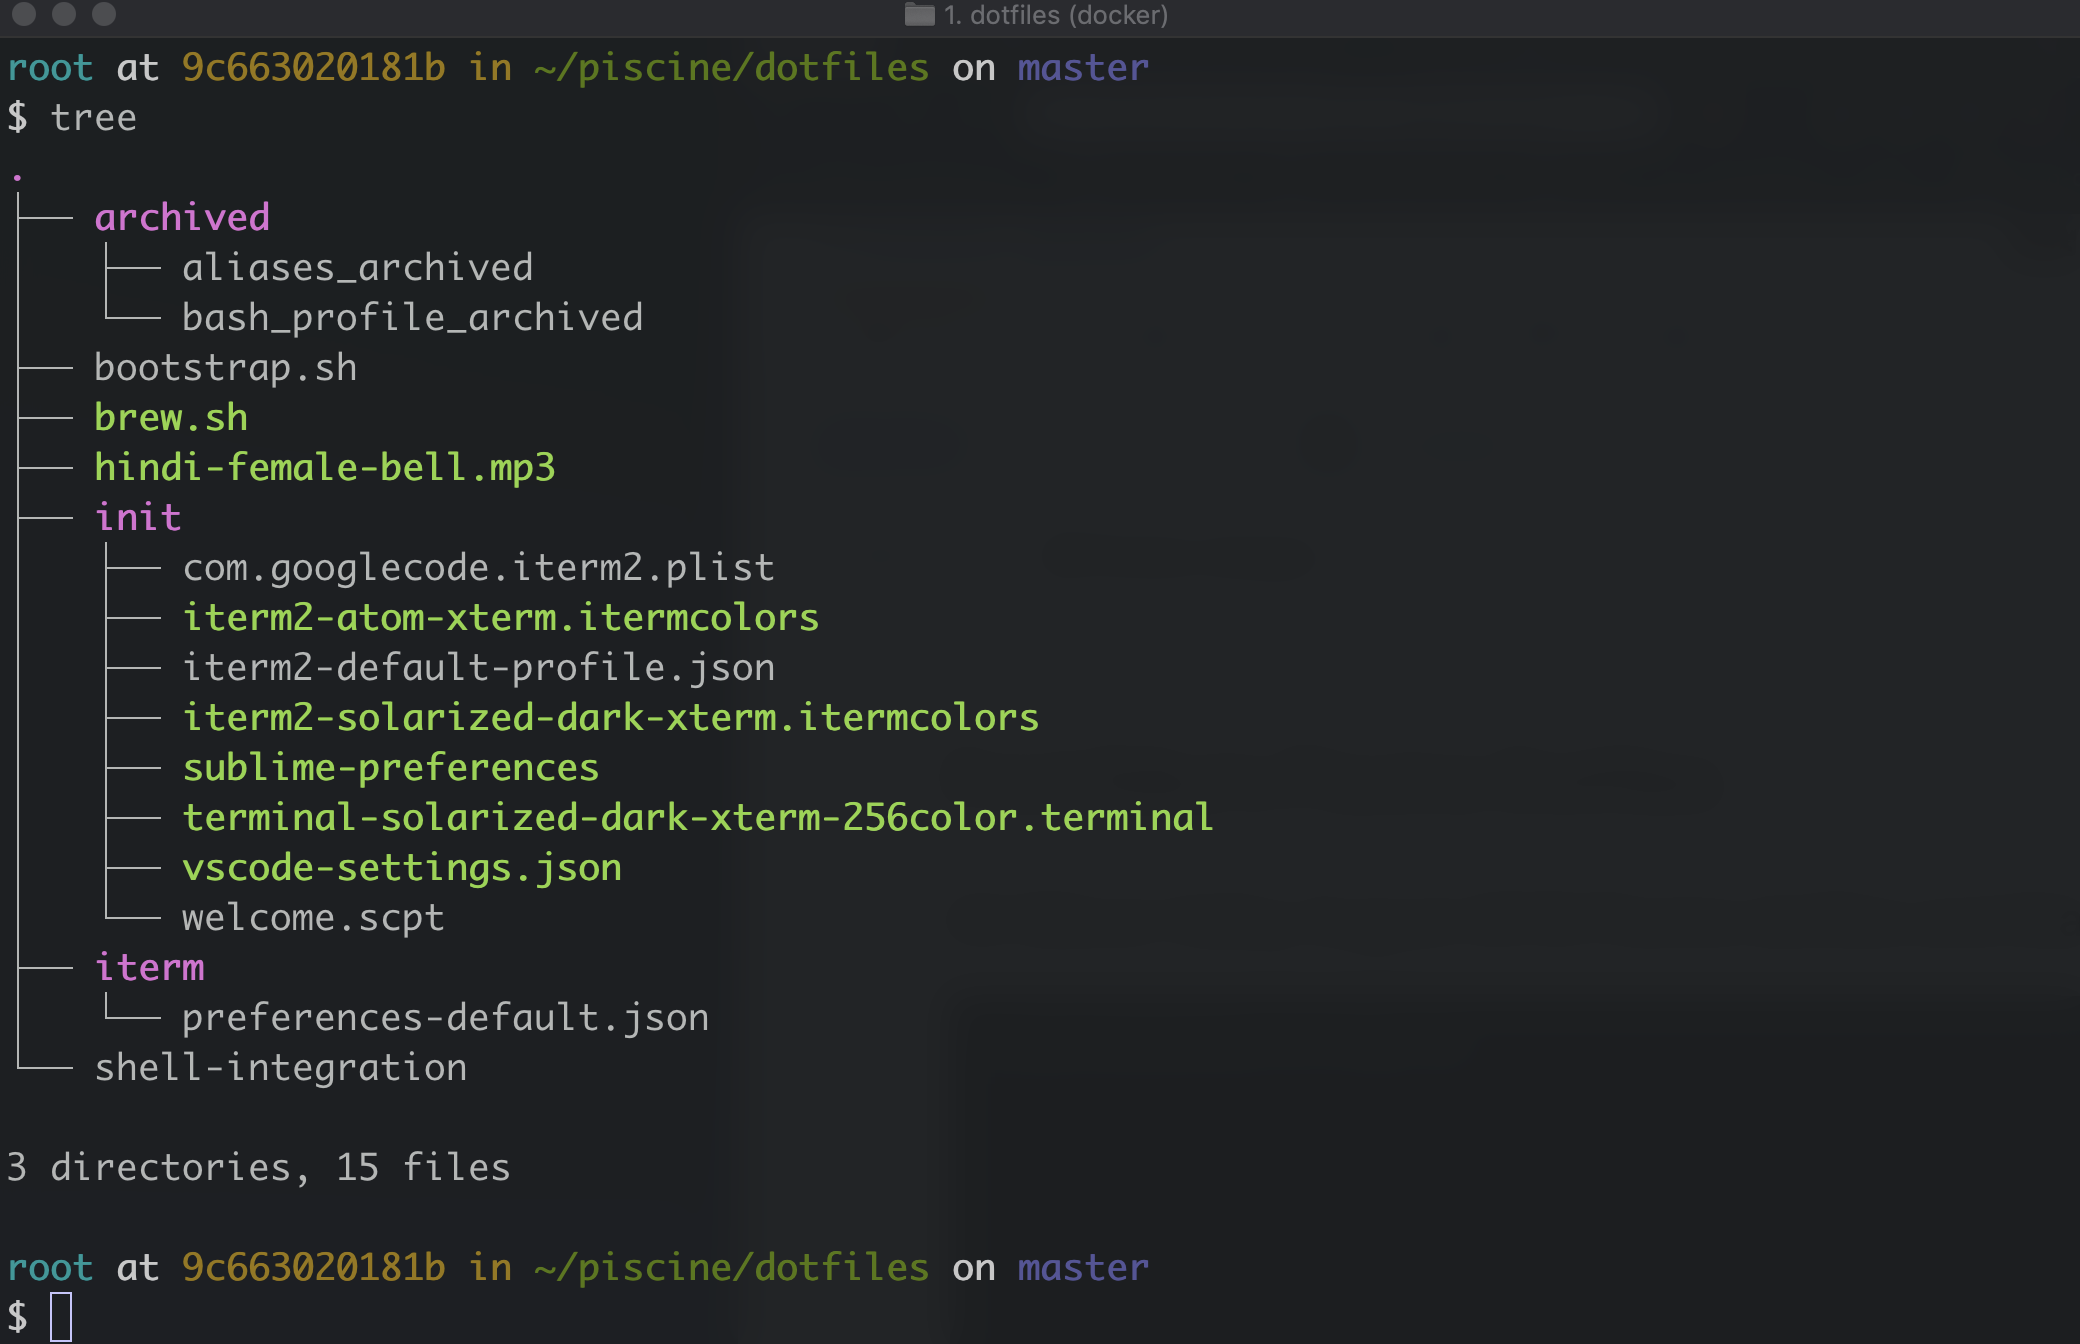 1. dotfiles (docker)
root at 9c663020181b in ~/piscine/dotfiles on master
$ tree
.
├── archived
│   ├── aliases_archived
│   └── bash_profile_archived
├── bootstrap.sh
├── brew.sh
├── hindi-female-bell.mp3
├── init
│   ├── com.googlecode.iterm2.plist
│   ├── iterm2-atom-xterm.itermcolors
│   ├── iterm2-default-profile.json
│   ├── iterm2-solarized-dark-xterm.itermcolors
│   ├── sublime-preferences
│   ├── terminal-solarized-dark-xterm-256color.terminal
│   ├── vscode-settings.json
│   └── welcome.scpt
├── iterm
│   └── preferences-default.json
└── shell-integration
3 directories, 15 files
root at 9c663020181b in ~/piscine/dotfiles on master
$